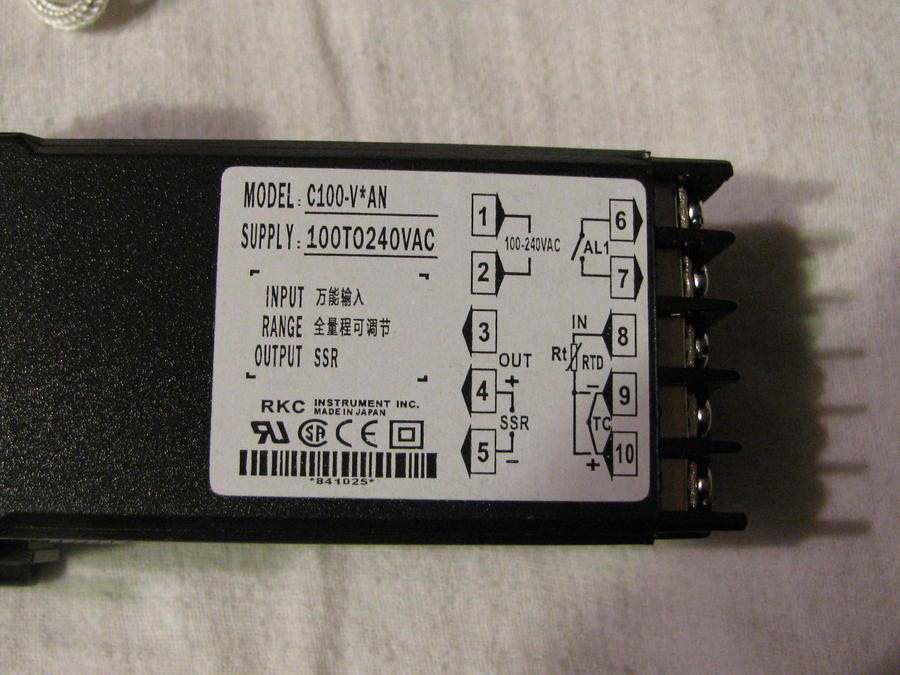 MODEL: C100-V*AN
SUPPLY: 100TO240VAC
INPUT 万能输入
RANGE 全量程可调节
OUTPUT SSR
RKC INSTRUMENT INC.
MADE IN JAPAN
*841025*
1
2
100-240VAC
3
OUT
4
+
SSR
5
−
6
AL1
7
IN
8
Rt
RTD
−
9
TC
10
+